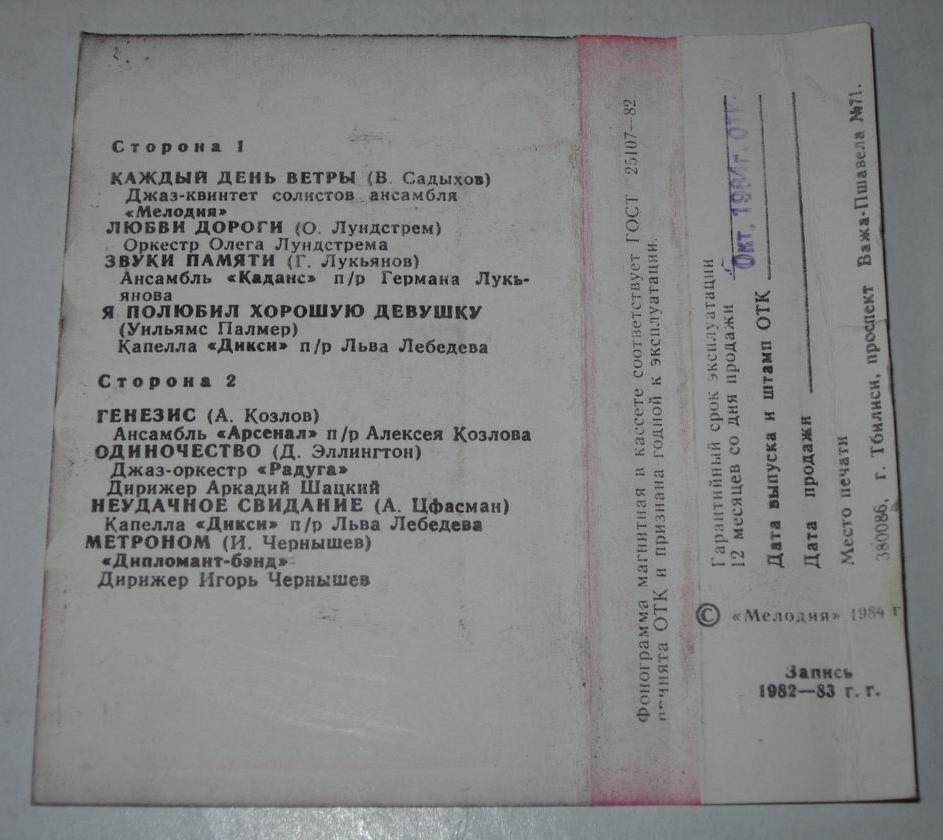 Сторона 1
КАЖДЫЙ ДЕНЬ ВЕТРЫ (В. Садыхов)
Джаз-квинтет солистов ансамбля
«Мелодия»
ЛЮБВИ ДОРОГИ (О. Лундстрем)
Оркестр Олега Лундстрема
ЗВУКИ ПАМЯТИ (Г. Лукьянов)
Ансамбль «Каданс» п/р Германа Лукь-
янова
Я ПОЛЮБИЛ ХОРОШУЮ ДЕВУШКУ
(Уильямс Палмер)
Капелла «Дикси» п/р Льва Лебедева
Сторона 2
ГЕНЕЗИС (А. Козлов)
Ансамбль «Арсенал» п/р Алексея Козлова
ОДИНОЧЕСТВО (Д. Эллингтон)
Джаз-оркестр «Радуга»
Дирижер Аркадий Шацкий
НЕУДАЧНОЕ СВИДАНИЕ (А. Цфасман)
Капелла «Дикси» п/р Льва Лебедева
МЕТРОНОМ (И. Чернышев)
«Дипломант-бэнд»
Дирижер Игорь Чернышев
Фонограмма магнитная в кассете соответствует ГОСТ 25107—82
ОТК и признана годной к эксплуатации.
Гарантийный срок эксплуатации
12 месяцев со дня продажи
Дата выпуска и штамп ОТК
Окт. 1984г. ОТК
Дата продажи
Место печати
380086, г. Тбилиси, проспект Важа-Пшавела №71.
© «Мелодия» 1984 г
Запись
1982—83 г. г.